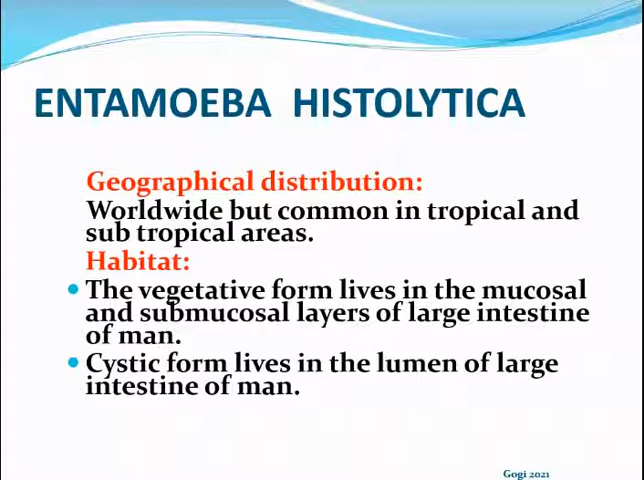 ENTAMOEBA HISTOLYTICA
Geographical distribution:
Worldwide but common in tropical and
sub tropical areas.
Habitat:
• The vegetative form lives in the mucosal
and submucosal layers of large intestine
of man.
• Cystic form lives in the lumen of large
intestine of man.
Gogi 2021